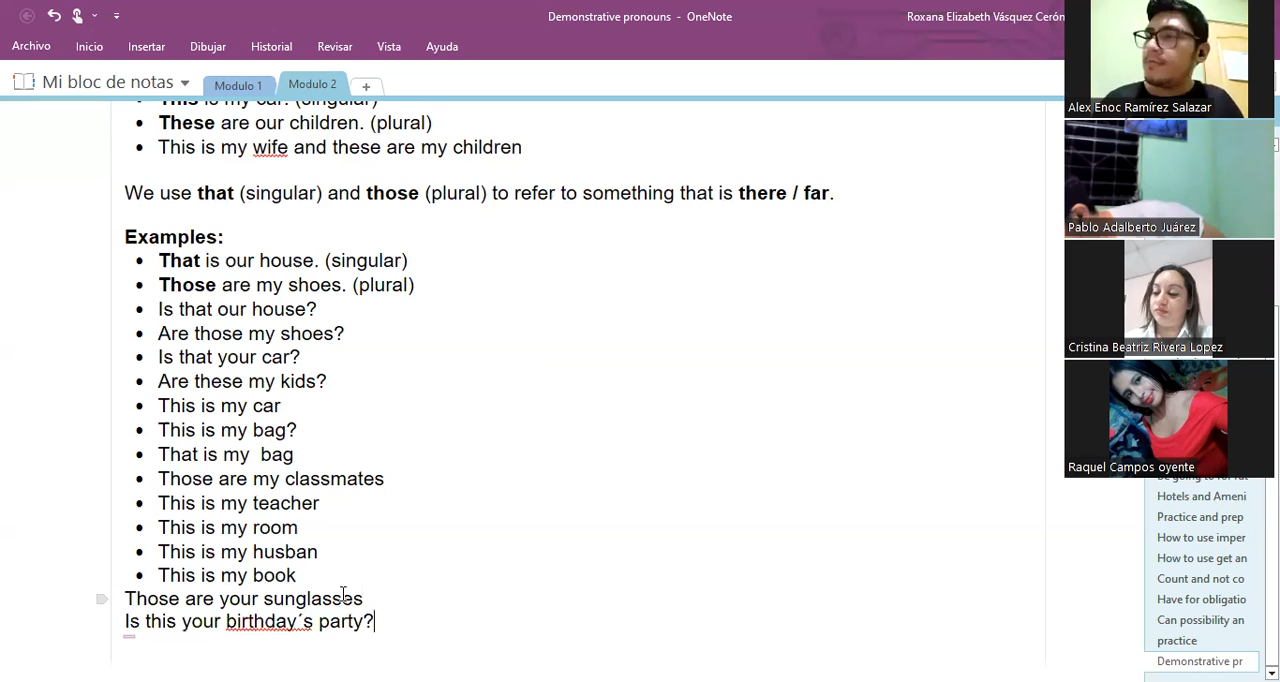 Demonstrative pronouns - OneNote
Roxana Elizabeth Vásquez Cerón
Archivo Inicio Insertar Dibujar Historial Revisar Vista Ayuda
Mi bloc de notas Modulo 1 Modulo 2 +
This is my car. (singular)
These are our children. (plural)
This is my wife and these are my children
We use that (singular) and those (plural) to refer to something that is there / far.
Examples:
That is our house. (singular)
Those are my shoes. (plural)
Is that our house?
Are those my shoes?
Is that your car?
Are these my kids?
This is my car
This is my bag?
That is my  bag
Those are my classmates
This is my teacher
This is my room
This is my husban
This is my book
Those are your sunglasses
Is this your birthday´s party?
Alex Enoc Ramírez Salazar
Pablo Adalberto Juárez
Cristina Beatriz Rivera Lopez
Raquel Campos oyente
Hotels and Ameni
Practice and prep
How to use imper
How to use get an
Count and not co
Have for obligatio
Can possibility an
practice
Demonstrative pr